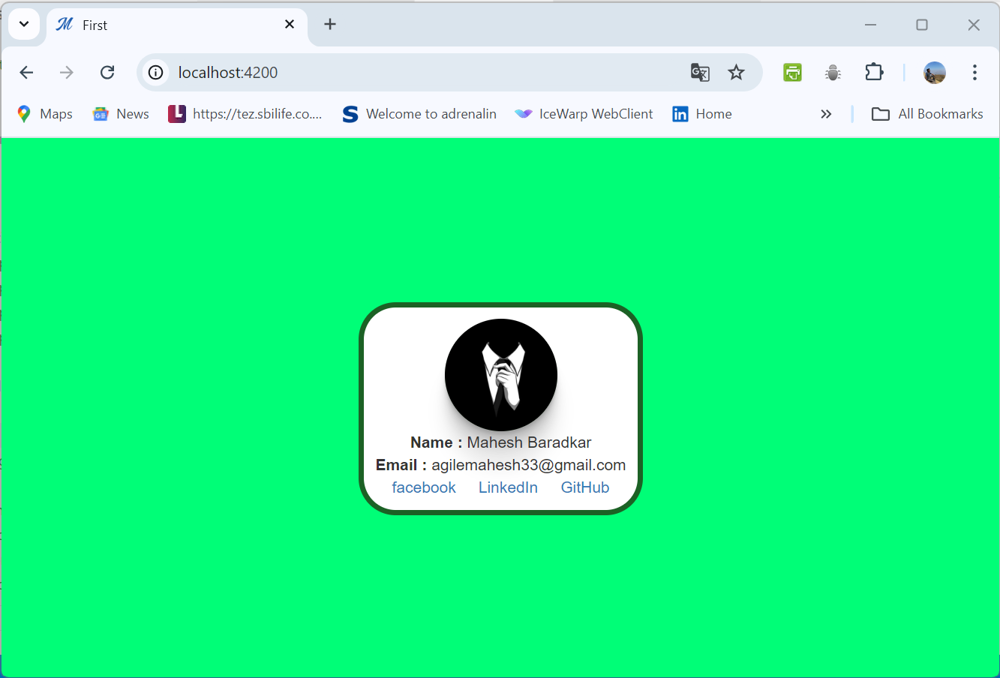 First
localhost:4200
Maps News https://tez.sbilife.co.... Welcome to adrenalin IceWarp WebClient Home All Bookmarks
Name : Mahesh Baradkar
Email : agilemahesh33@gmail.com
facebook LinkedIn GitHub